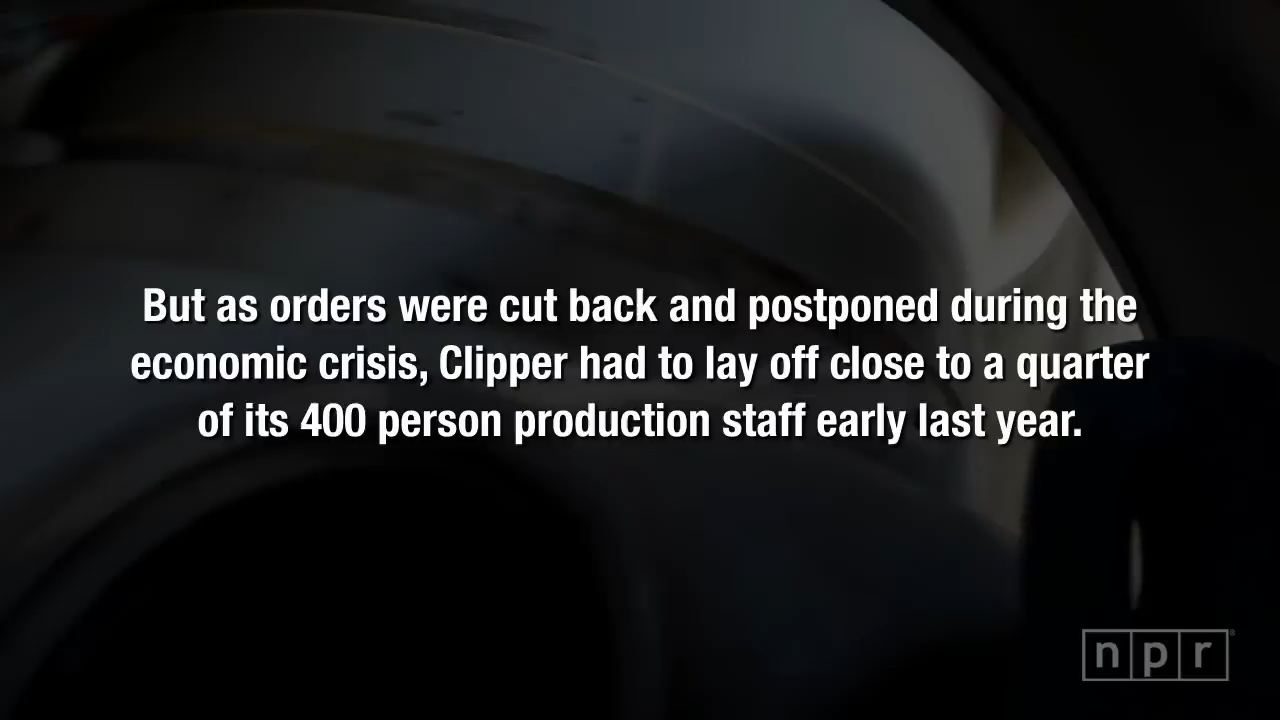 But as orders were cut back and postponed during the
economic crisis, Clipper had to lay off close to a quarter
of its 400 person production staff early last year.
npr®